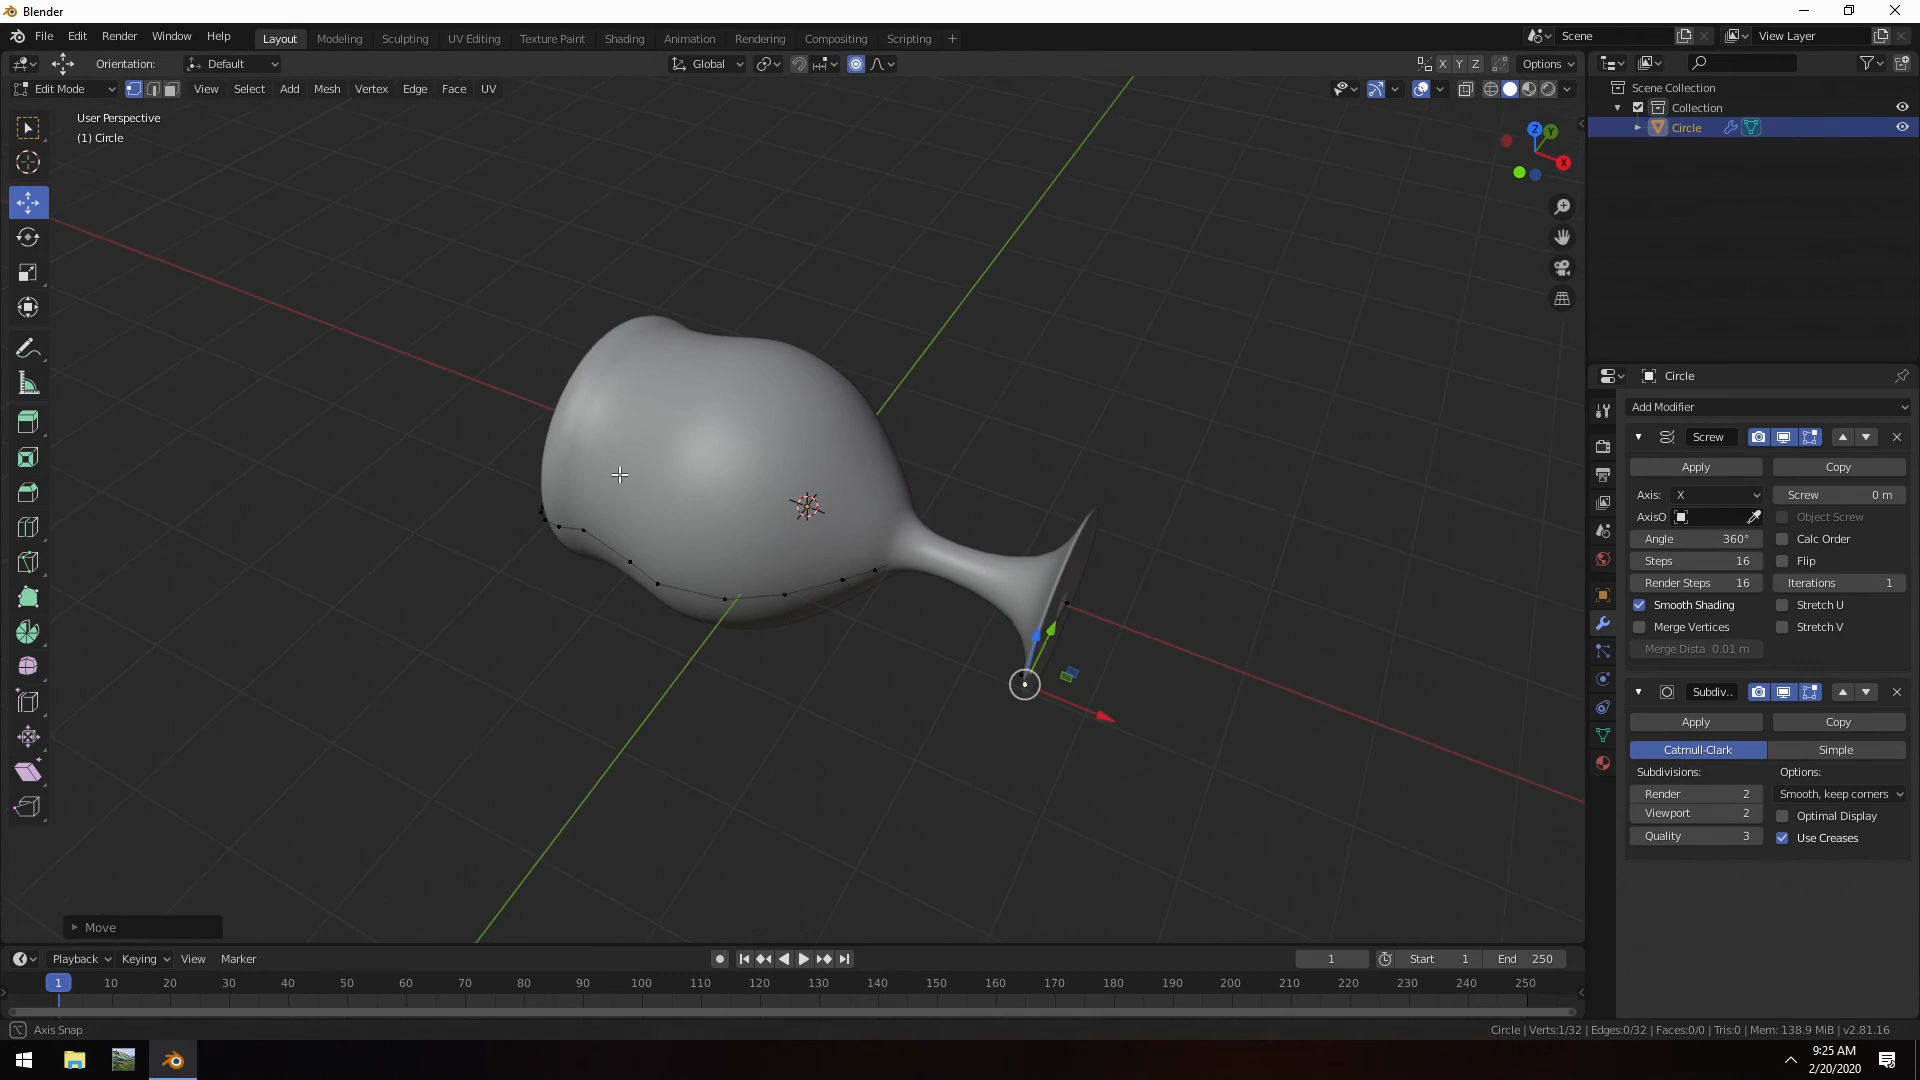 Blender
File Edit Render Window Help
Layout Modeling Sculpting UV Editing Texture Paint Shading Animation Rendering Compositing Scripting +
Scene
View Layer
Orientation: Default
Global
X Y Z
Options
Edit Mode
View Select Add Mesh Vertex Edge Face UV
User Perspective
(1) Circle
Z Y X
Scene Collection
Collection
Circle
Circle
Add Modifier
Screw
Apply Copy
Axis: X Screw 0 m
AxisO Object Screw
Angle 360° Calc Order
Steps 16 Flip
Render Steps 16 Iterations 1
Smooth Shading Stretch U
Merge Vertices Stretch V
Merge Dista 0.01 m
Subdiv..
Apply Copy
Catmull-Clark Simple
Subdivisions: Options:
Render 2 Smooth, keep corners
Viewport 2 Optimal Display
Quality 3 Use Creases
Move
Playback Keying View Marker
1 Start 1 End 250
1 10 20 30 40 50 60 70 80 90 100 110 120 130 140 150 160 170 180 190 200 210 220 230 240 250
Axis Snap
Circle | Verts:1/32 | Edges:0/32 | Faces:0/0 | Tris:0 | Mem: 138.9 MiB | v2.81.16
9:25 AM
2/20/2020